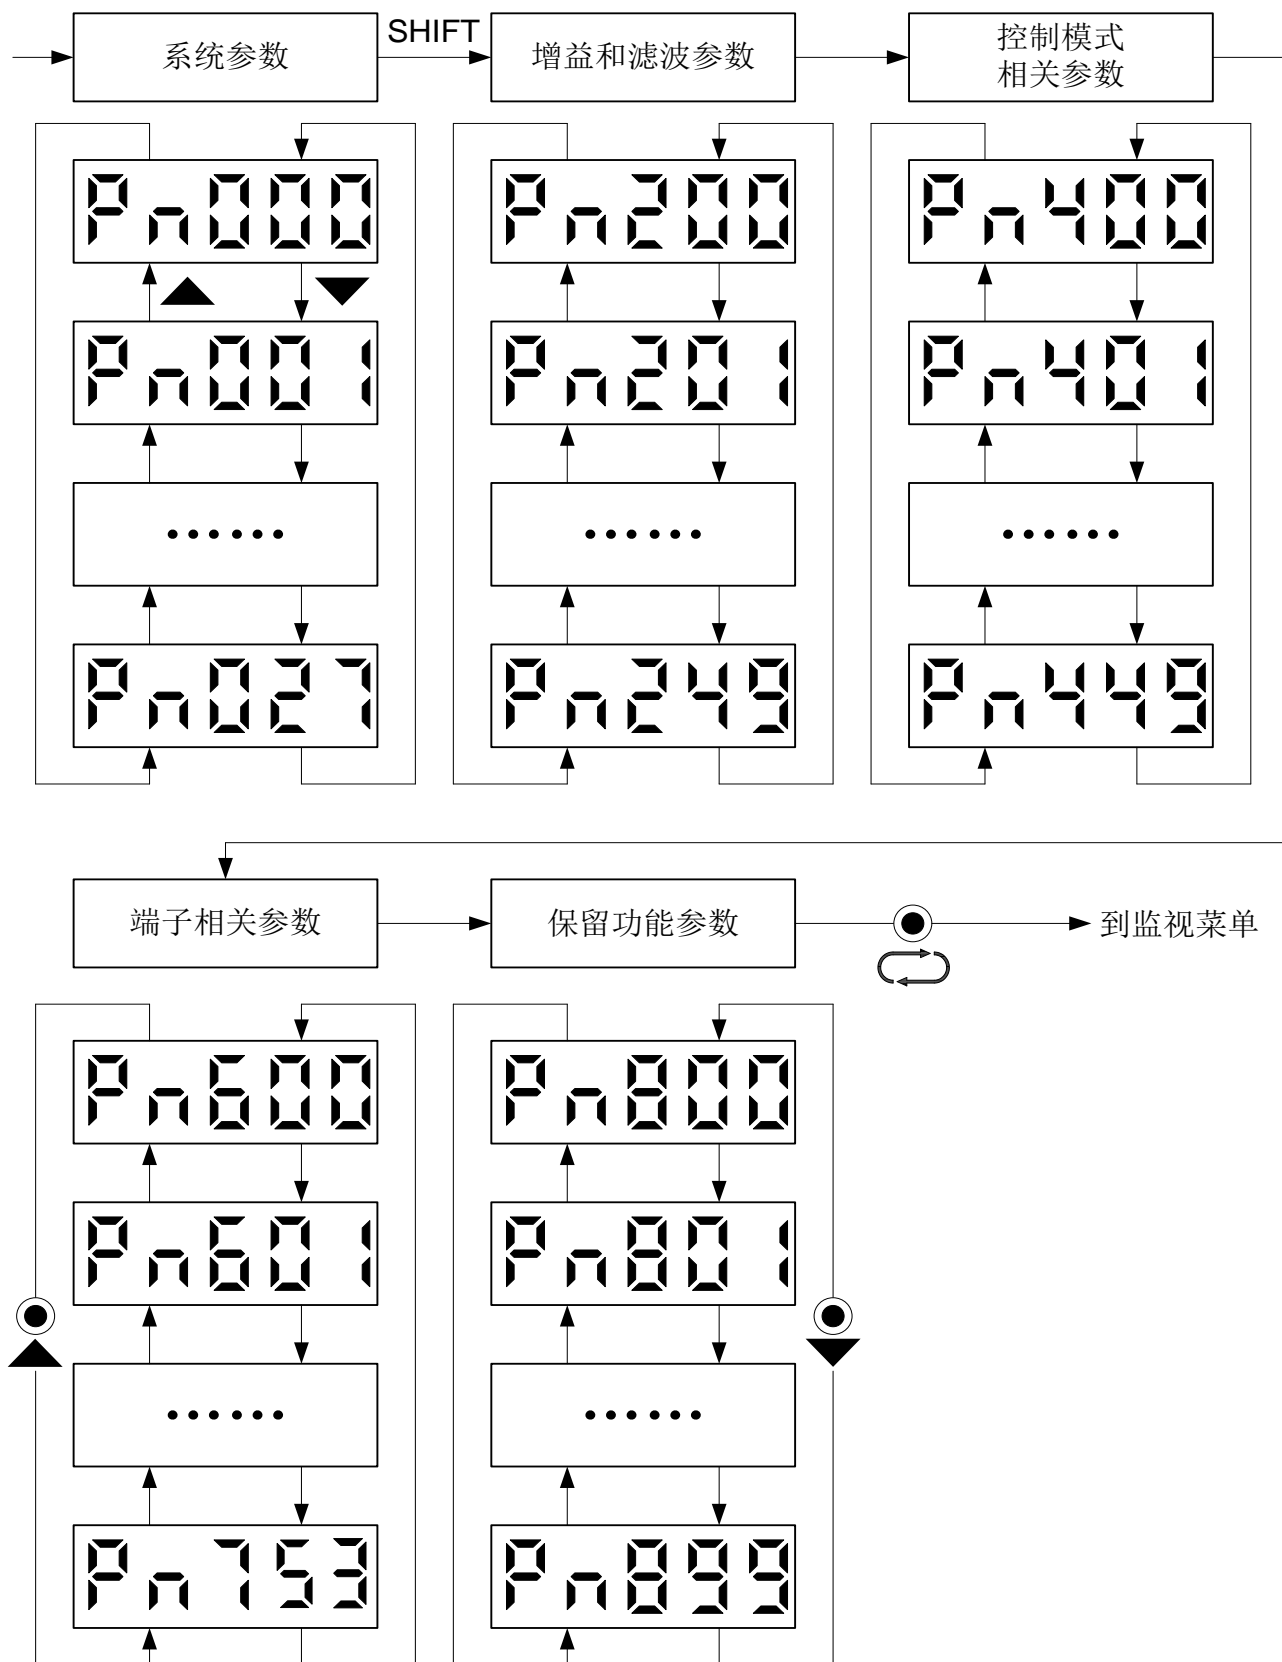 系统参数
SHIFT
增益和滤波参数
控制模式
相关参数
Pn000
Pn200
Pn400
Pn001
Pn201
Pn401
••••••
••••••
••••••
Pn027
Pn249
Pn449
端子相关参数
保留功能参数
到监视菜单
Pn600
Pn800
Pn601
Pn801
••••••
••••••
Pn753
Pn899